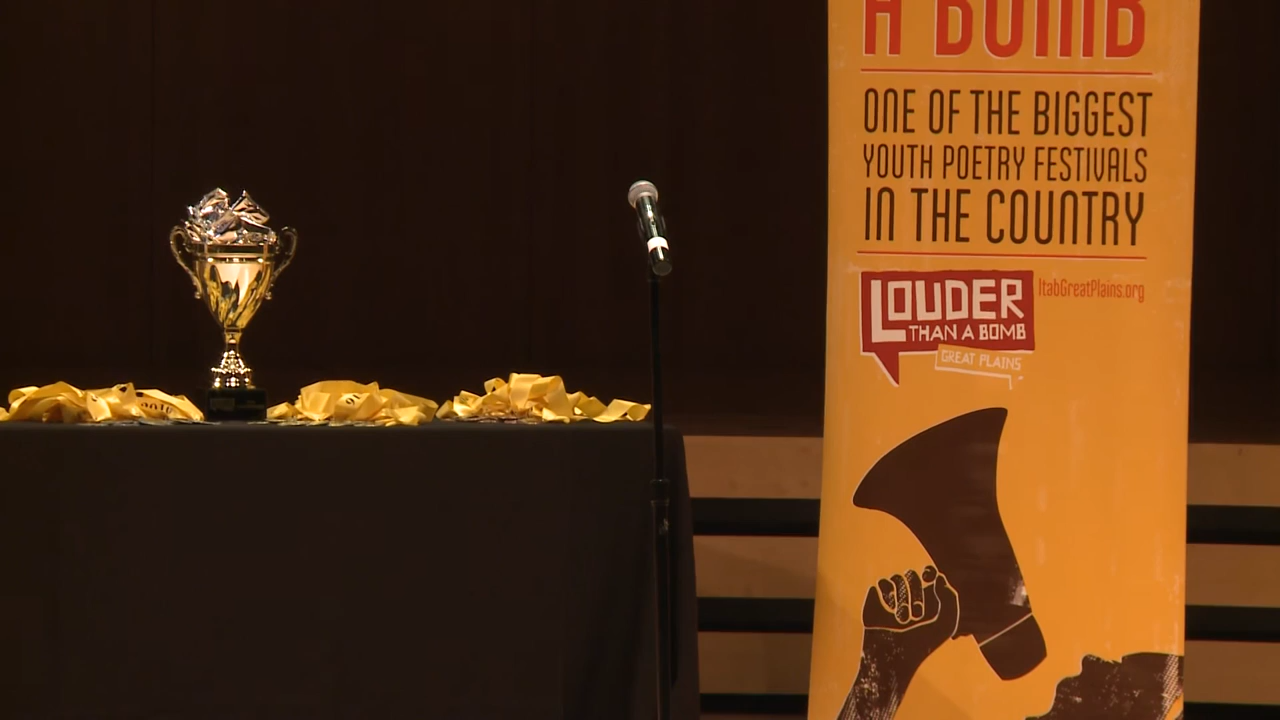 A BOMB
ONE OF THE BIGGEST
YOUTH POETRY FESTIVALS
IN THE COUNTRY
LOUDER
THAN A BOMB
GREAT PLAINS
ltabGreatPlains.org